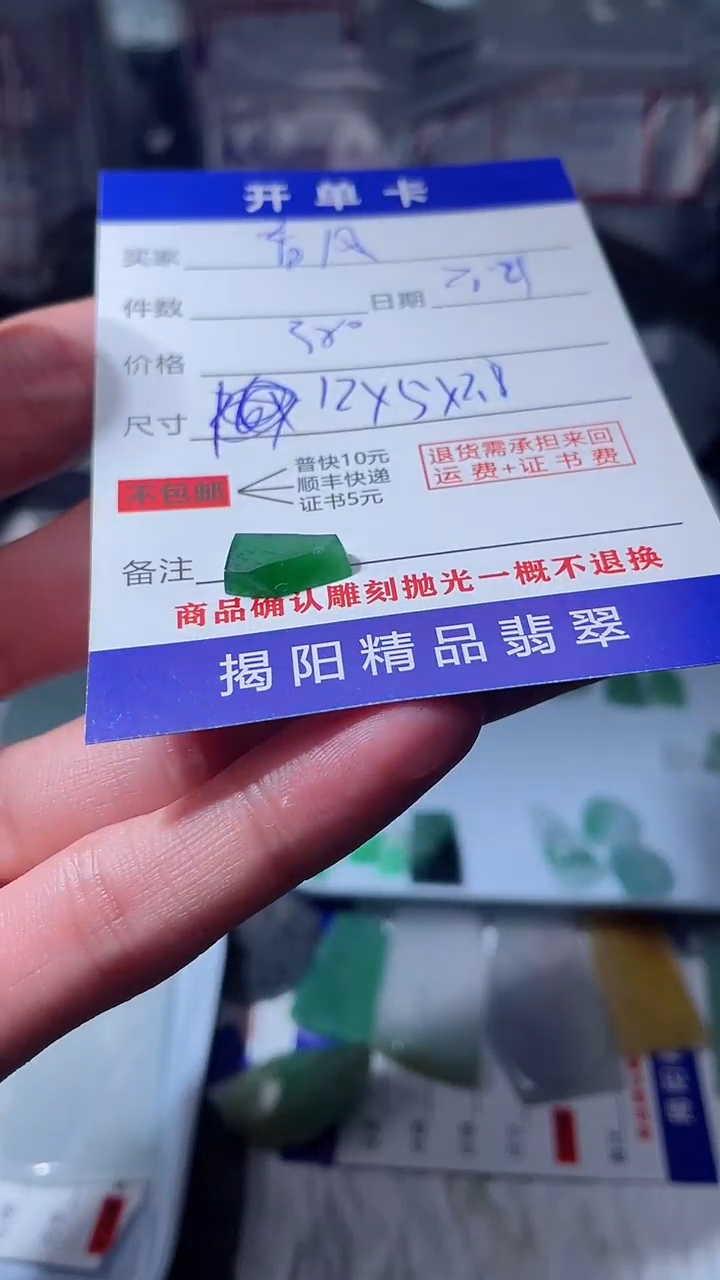 开单卡
买家
件数 日期
价格
尺寸 12×5×2.8
不包邮
普快10元
顺丰快递
证书5元
退货需承担来回
运费+证书费
备注
商品确认雕刻抛光一概不退换
揭阳精品翡翠